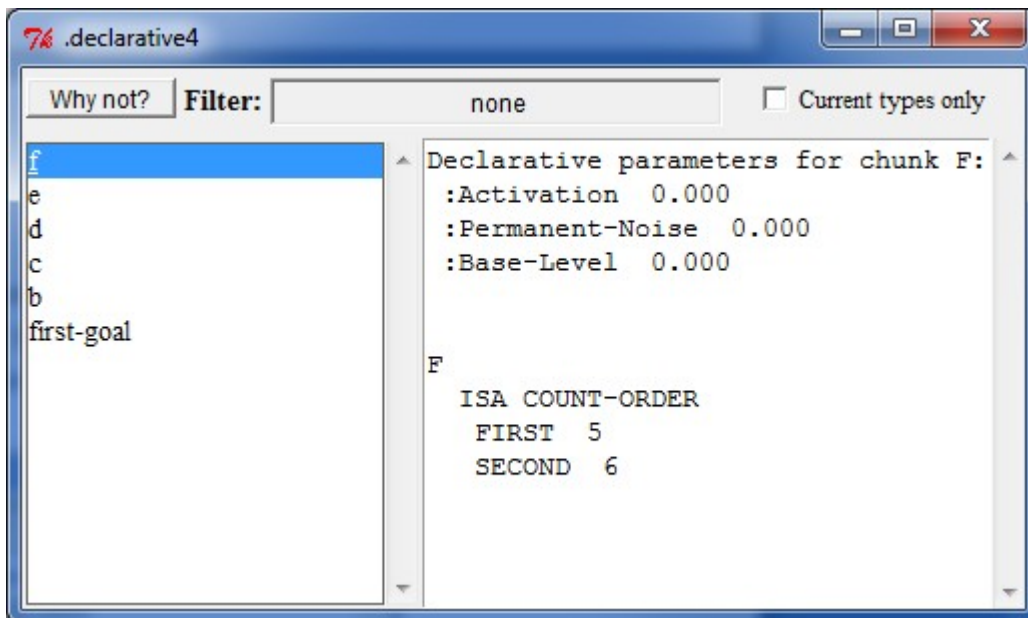 .declarative4
Why not? Filter: none Current types only
f
e
d
c
b
first-goal
Declarative parameters for chunk F:
:Activation 0.000
:Permanent-Noise 0.000
:Base-Level 0.000
F
ISA COUNT-ORDER
FIRST 5
SECOND 6